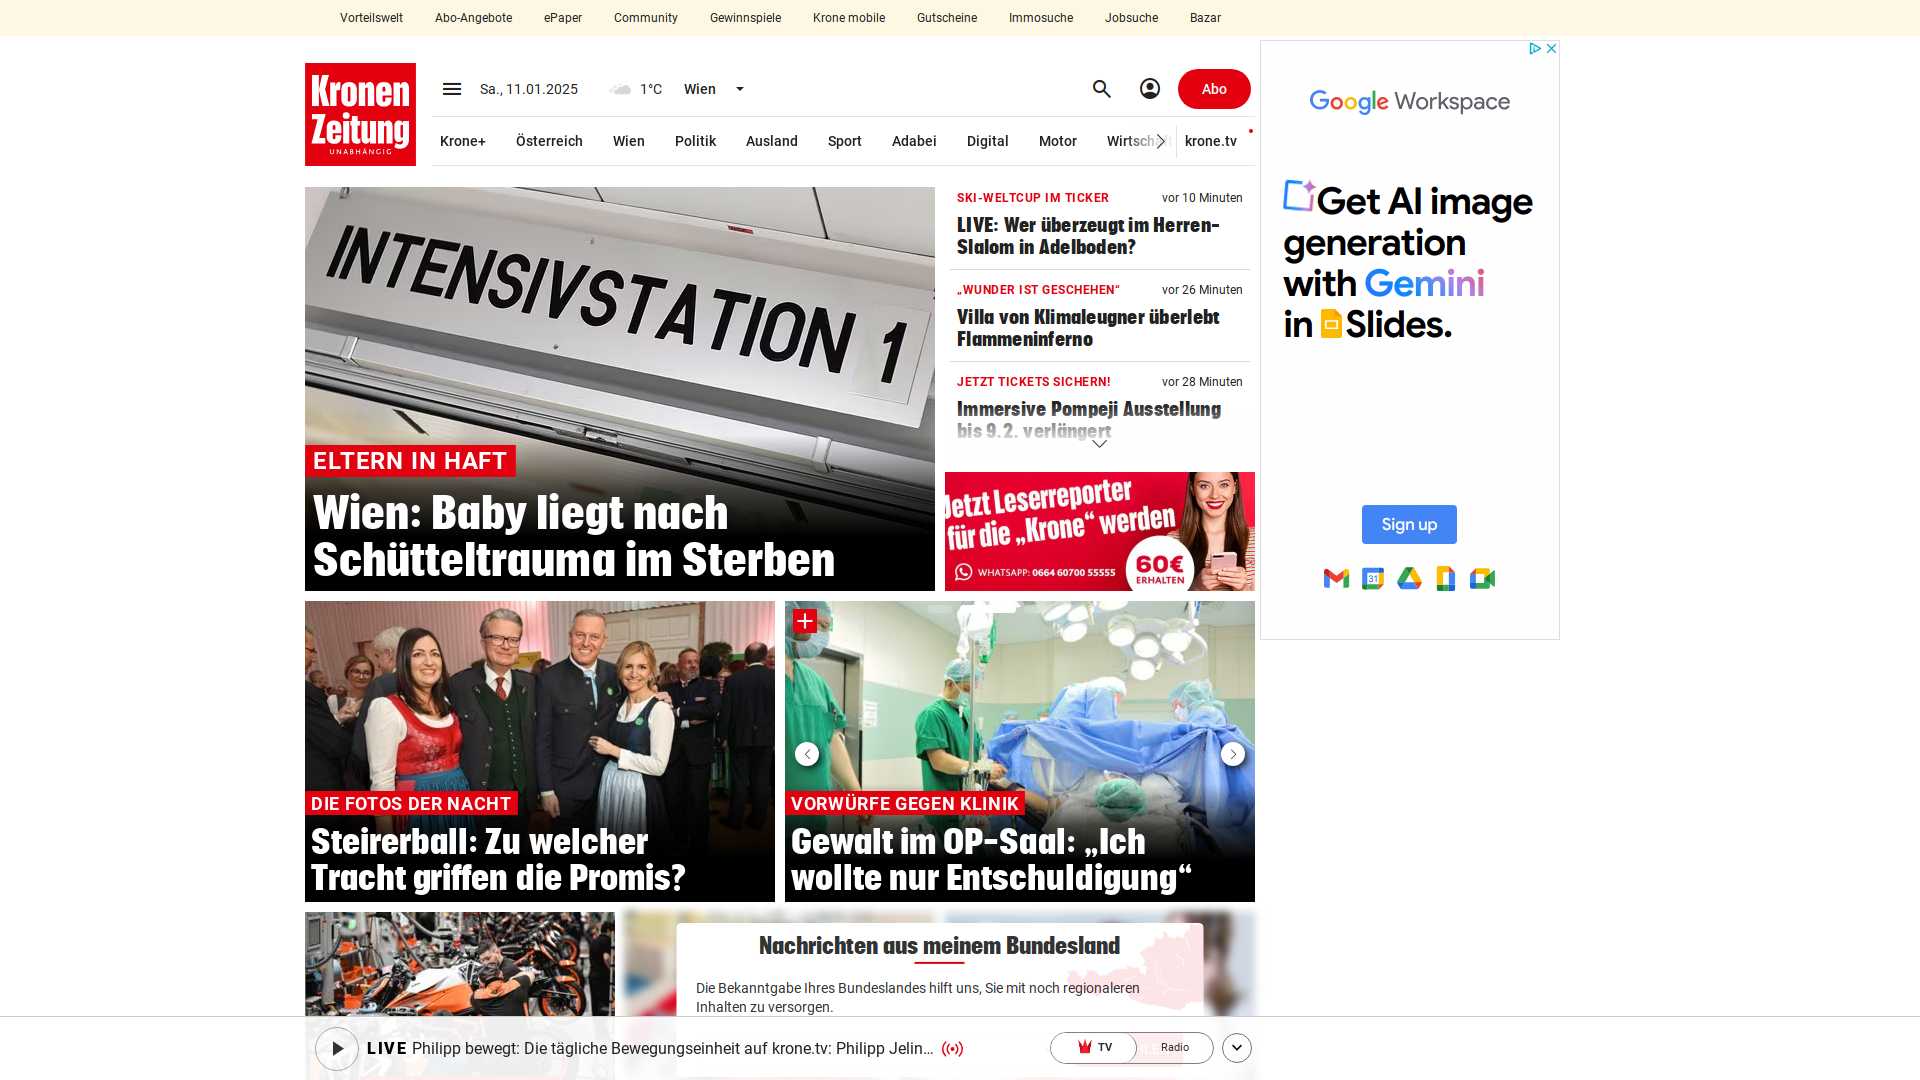 Vorteilswelt
Abo-Angebote
ePaper
Community
Gewinnspiele
Krone mobile
Gutscheine
Immosuche
Jobsuche
Bazar
Kronen
Zeitung
UNABHÄNGIG
Sa., 11.01.2025
1°C
Wien
Abo
Krone+
Österreich
Wien
Politik
Ausland
Sport
Adabei
Digital
Motor
krone.tv
INTENSIVSTATION 1
ELTERN IN HAFT
Wien: Baby liegt nach
Schütteltrauma im Sterben
SKI-WELTCUP IM TICKER
vor 10 Minuten
LIVE: Wer überzeugt im Herren-
Slalom in Adelboden?
„WUNDER IST GESCHEHEN“
vor 26 Minuten
Villa von Klimaleugner überlebt
Flammeninferno
JETZT TICKETS SICHERN!
vor 28 Minuten
Immersive Pompeji Ausstellung
bis 9.2. verlängert
Jetzt Leserreporter
für die „Krone“ werden
WHATSAPP: 0664 60700 55555
60€
ERHALTEN
Google Workspace
Get AI image
generation
with Gemini
in Slides.
Sign up
31
DIE FOTOS DER NACHT
Steirerball: Zu welcher
Tracht griffen die Promis?
VORWÜRFE GEGEN KLINIK
Gewalt im OP-Saal: „Ich
wollte nur Entschuldigung“
Nachrichten aus meinem Bundesland
Die Bekanntgabe Ihres Bundeslandes hilft uns, Sie mit noch regionaleren
Inhalten zu versorgen.
LIVE Philipp bewegt: Die tägliche Bewegungseinheit auf krone.tv: Philipp Jelin...
TV
Radio